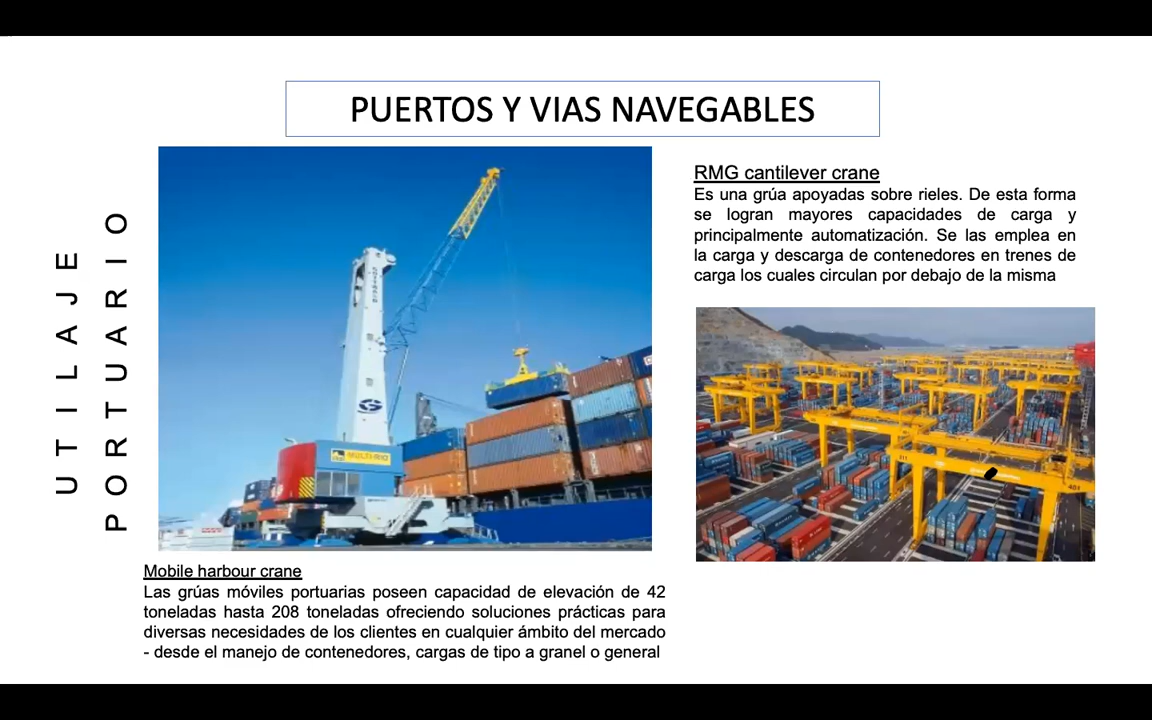 PUERTOS Y VIAS NAVEGABLES
UTILAJE
PORTUARIO
MULTI RIO
Mobile harbour crane
Las grúas móviles portuarias poseen capacidad de elevación de 42
toneladas hasta 208 toneladas ofreciendo soluciones prácticas para
diversas necesidades de los clientes en cualquier ámbito del mercado
- desde el manejo de contenedores, cargas de tipo a granel o general
RMG cantilever crane
Es una grúa apoyadas sobre rieles. De esta forma
se logran mayores capacidades de carga y
principalmente automatización. Se las emplea en
la carga y descarga de contenedores en trenes de
carga los cuales circulan por debajo de la misma
211
401